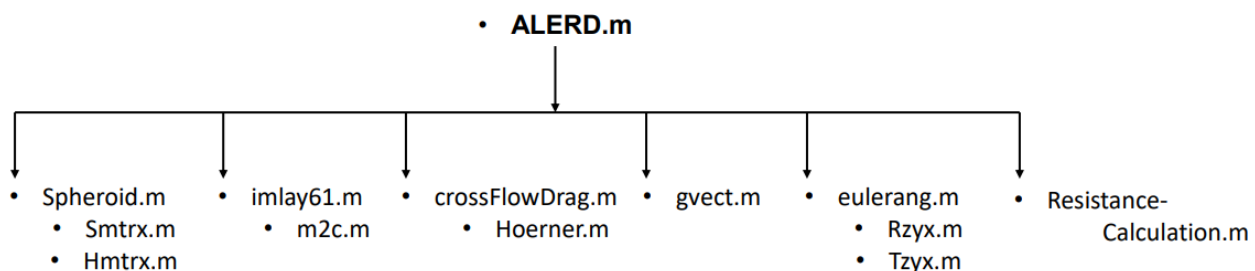 • ALERD.m
• Spheroid.m
• Smtrx.m
• Hmtrx.m
• imlay61.m
• m2c.m
• crossFlowDrag.m
• Hoerner.m
• gvect.m
• eulerang.m
• Rzyx.m
• Tzyx.m
• Resistance-
Calculation.m